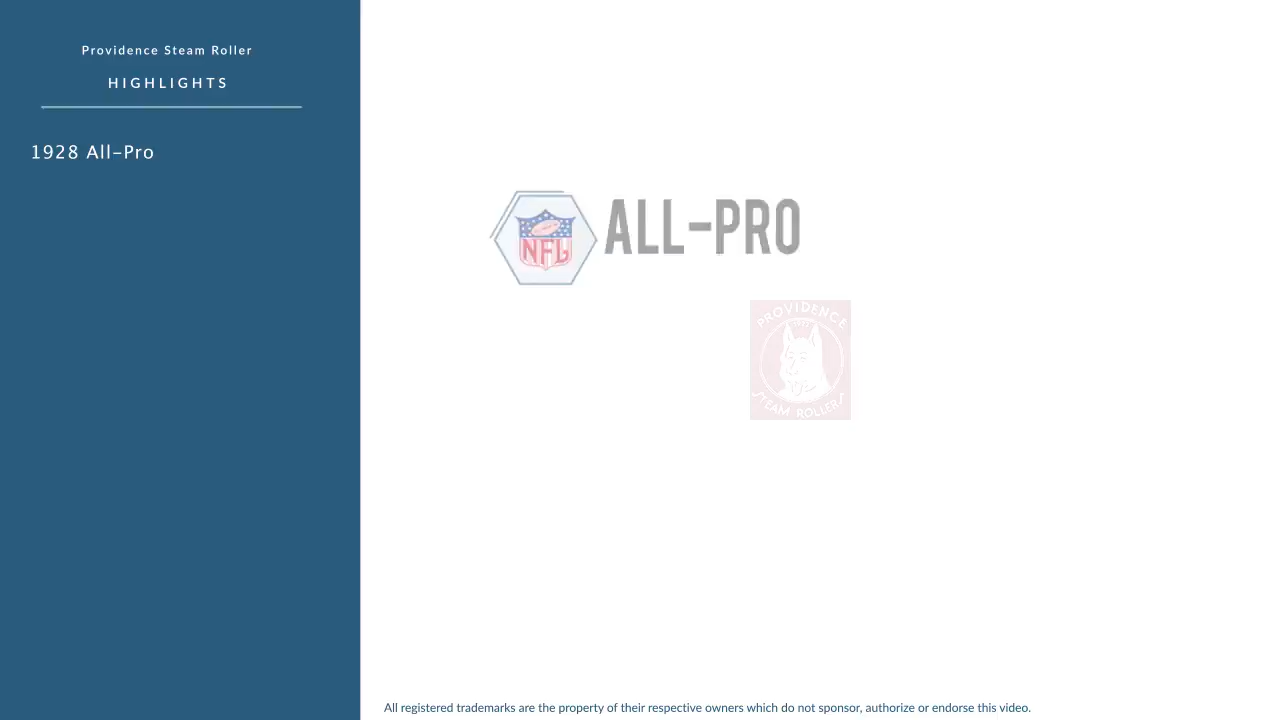 Providence Steam Roller
HIGHLIGHTS
1928 All-Pro
NFL
ALL-PRO
PROVIDENCE
STEAM ROLLERS
All registered trademarks are the property of their respective owners which do not sponsor, authorize or endorse this video.